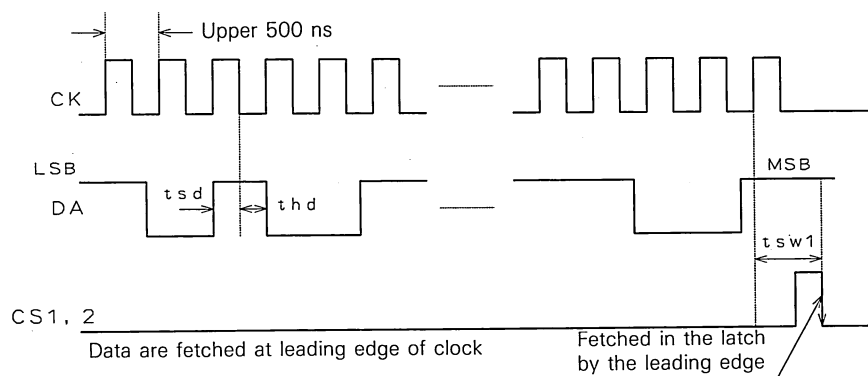 Upper 500 ns
CK
LSB
MSB
DA
tsd
thd
tsw1
CS1, 2
Data are fetched at leading edge of clock
Fetched in the latch
by the leading edge